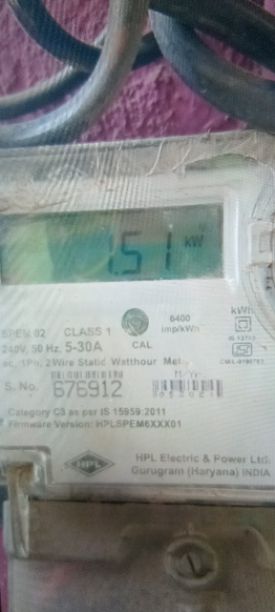 1.51 kW
6400
imp/kWh
kWh
SPEM 02 CLASS 1
CAL
240V, 50 Hz, 5-30A
1Ph, 2Wire Static Watthour
S. No. 676912
Category C3 as per IS 15959:2011
Firmware Version: HPLSPEM6XXX01
HPL
HPL Electric & Power Ltd.
Gurugram (Haryana) INDIA